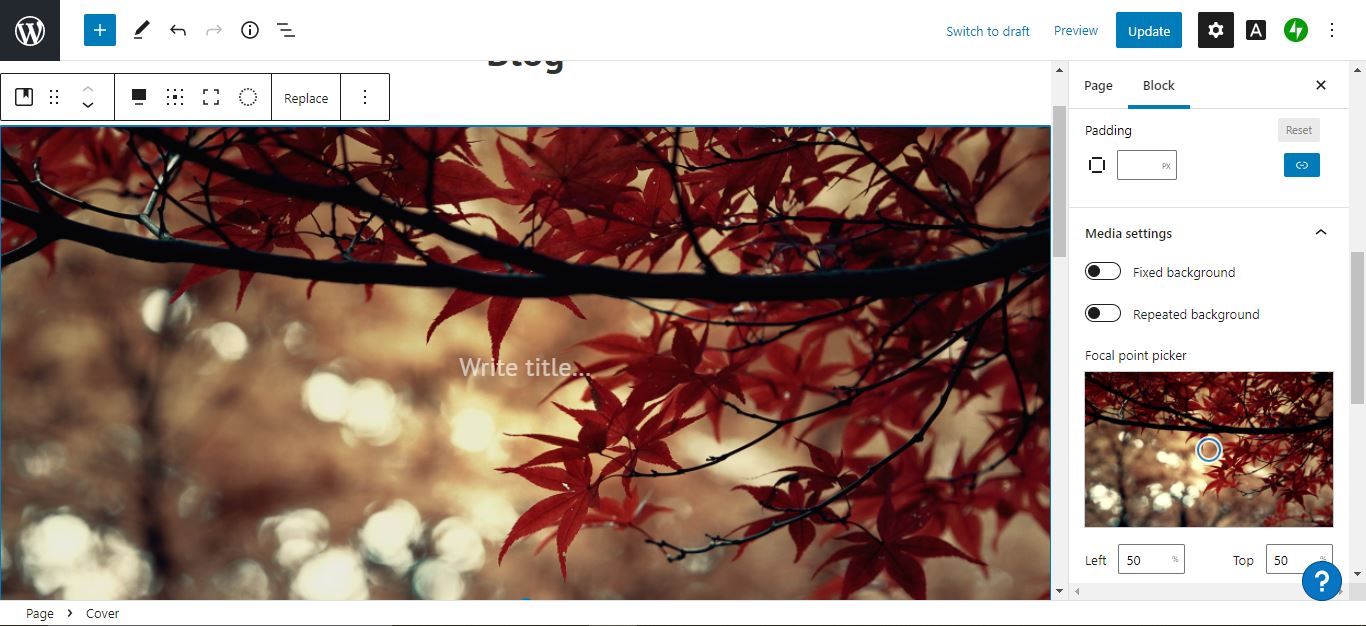 Switch to draft Preview Update A
Blog
Replace
Write title...
Page Block
Padding Reset
PX
Media settings
Fixed background
Repeated background
Focal point picker
Left 50 % Top 50 %
?
Page Cover